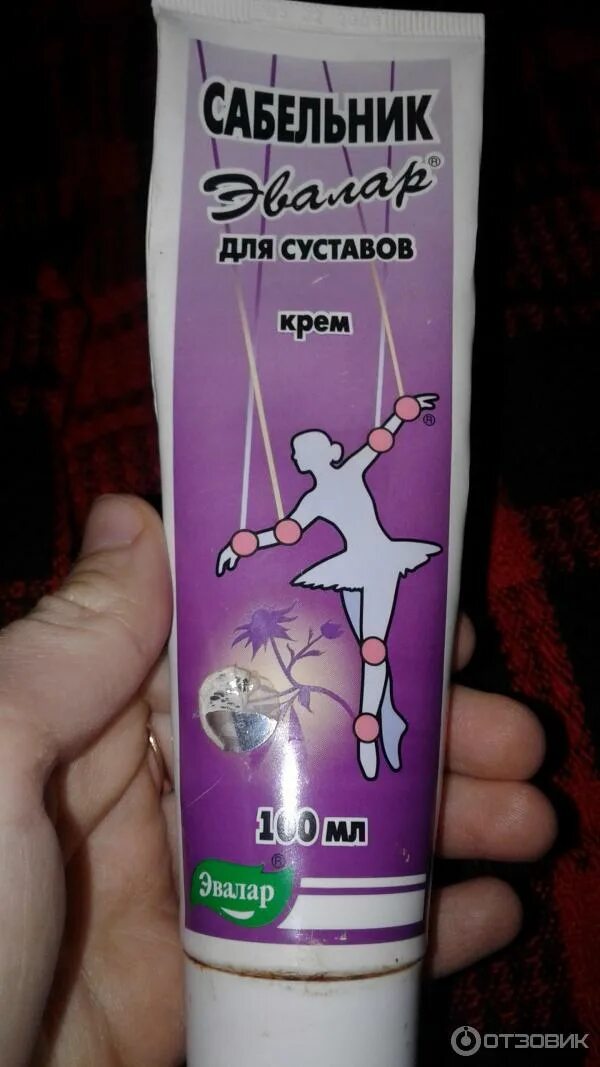 САБЕЛЬНИК
Эвалар®
ДЛЯ СУСТАВОВ
крем
®
100 мл
®
Эвалар
ОТЗОВИК